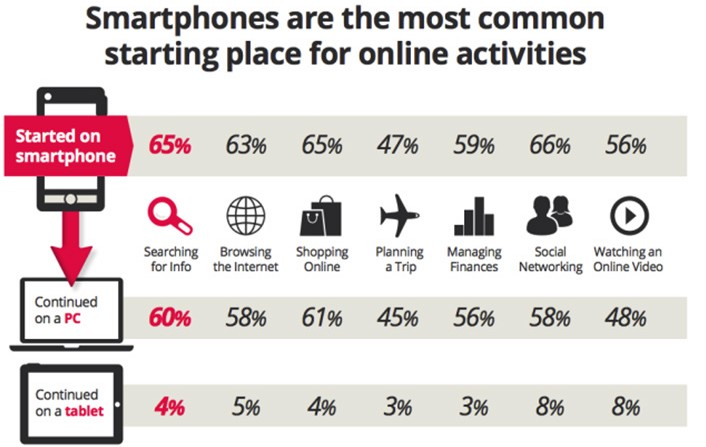 Smartphones are the most common
starting place for online activities
Started on
smartphone
65% 63% 65% 47% 59% 66% 56%
Searching
for Info
Browsing
the Internet
Shopping
Online
Planning
a Trip
Managing
Finances
Social
Networking
Watching an
Online Video
Continued
on a PC
60% 58% 61% 45% 56% 58% 48%
Continued
on a tablet
4% 5% 4% 3% 3% 8% 8%